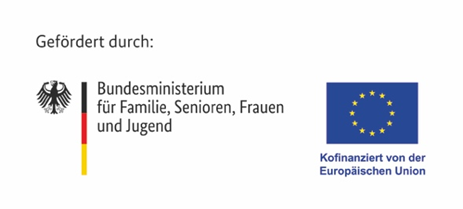 Gefördert durch:
Bundesministerium
für Familie, Senioren, Frauen
und Jugend
Kofinanziert von der
Europäischen Union